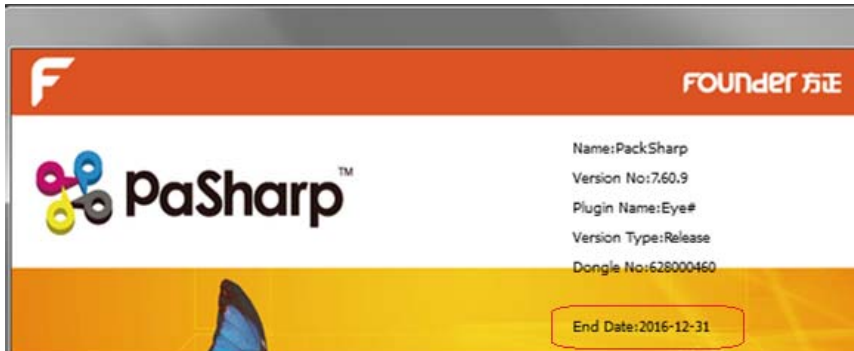 F
FOUNDER 方正
PaSharp™
Name:PackSharp
Version No:7.60.9
Plugin Name:Eye#
Version Type:Release
Dongle No:628000460
End Date:2016-12-31